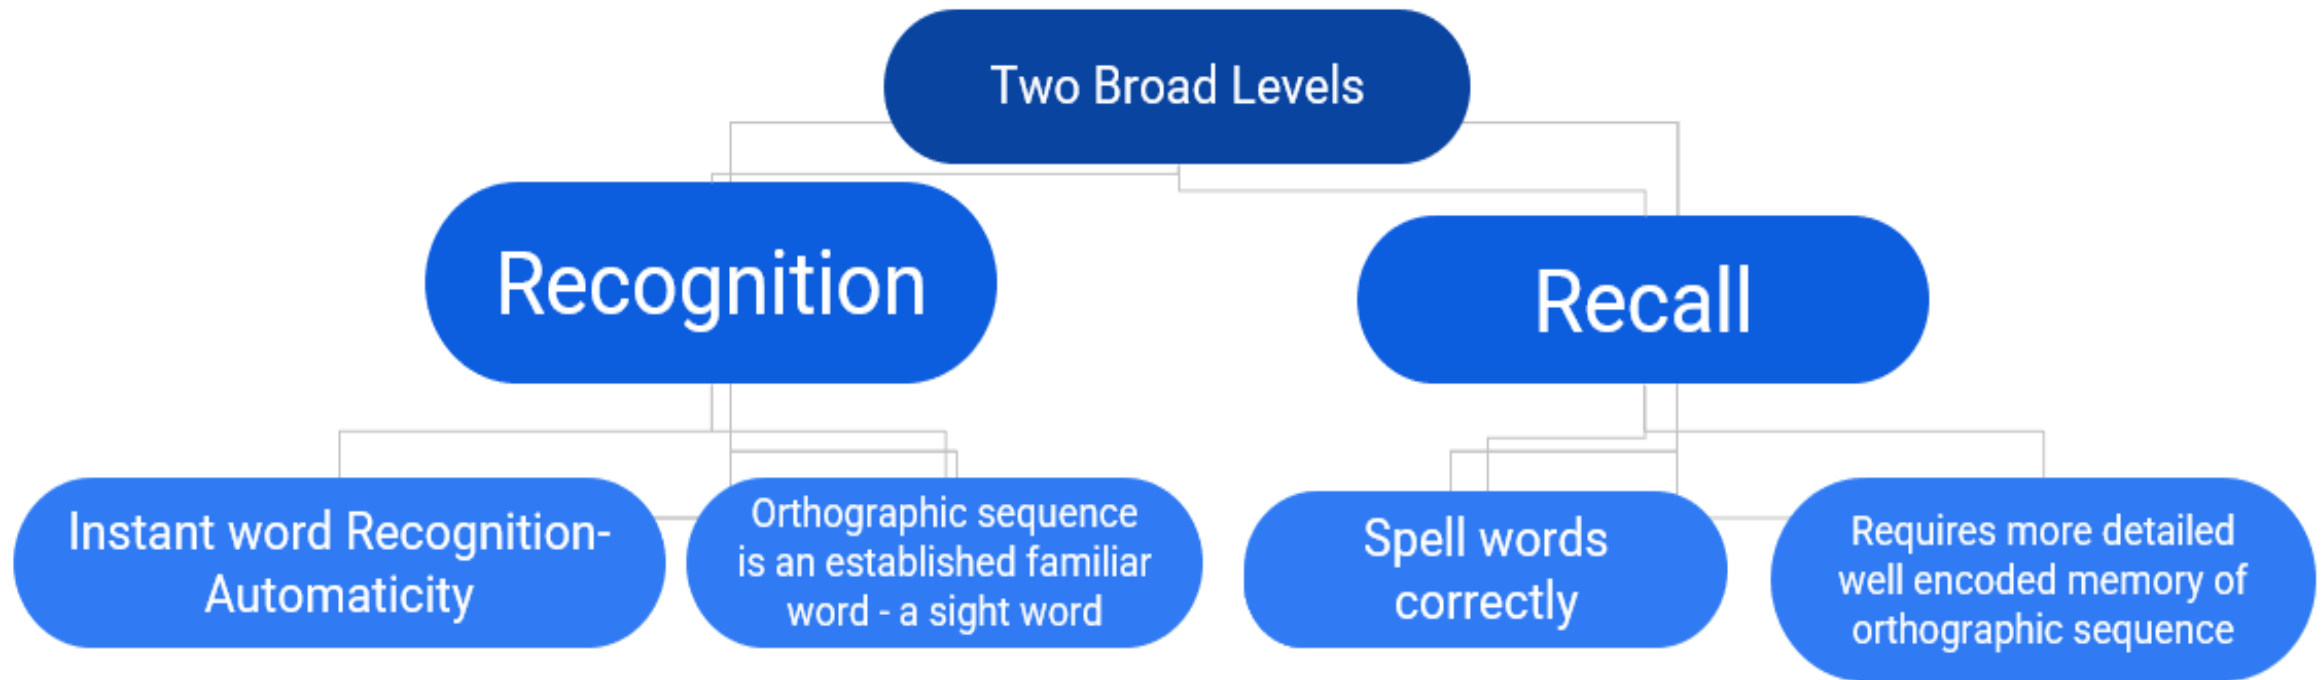 Two Broad Levels
Recognition
Recall
Instant word Recognition-
Automaticity
Orthographic sequence
is an established familiar
word - a sight word
Spell words
correctly
Requires more detailed
well encoded memory of
orthographic sequence